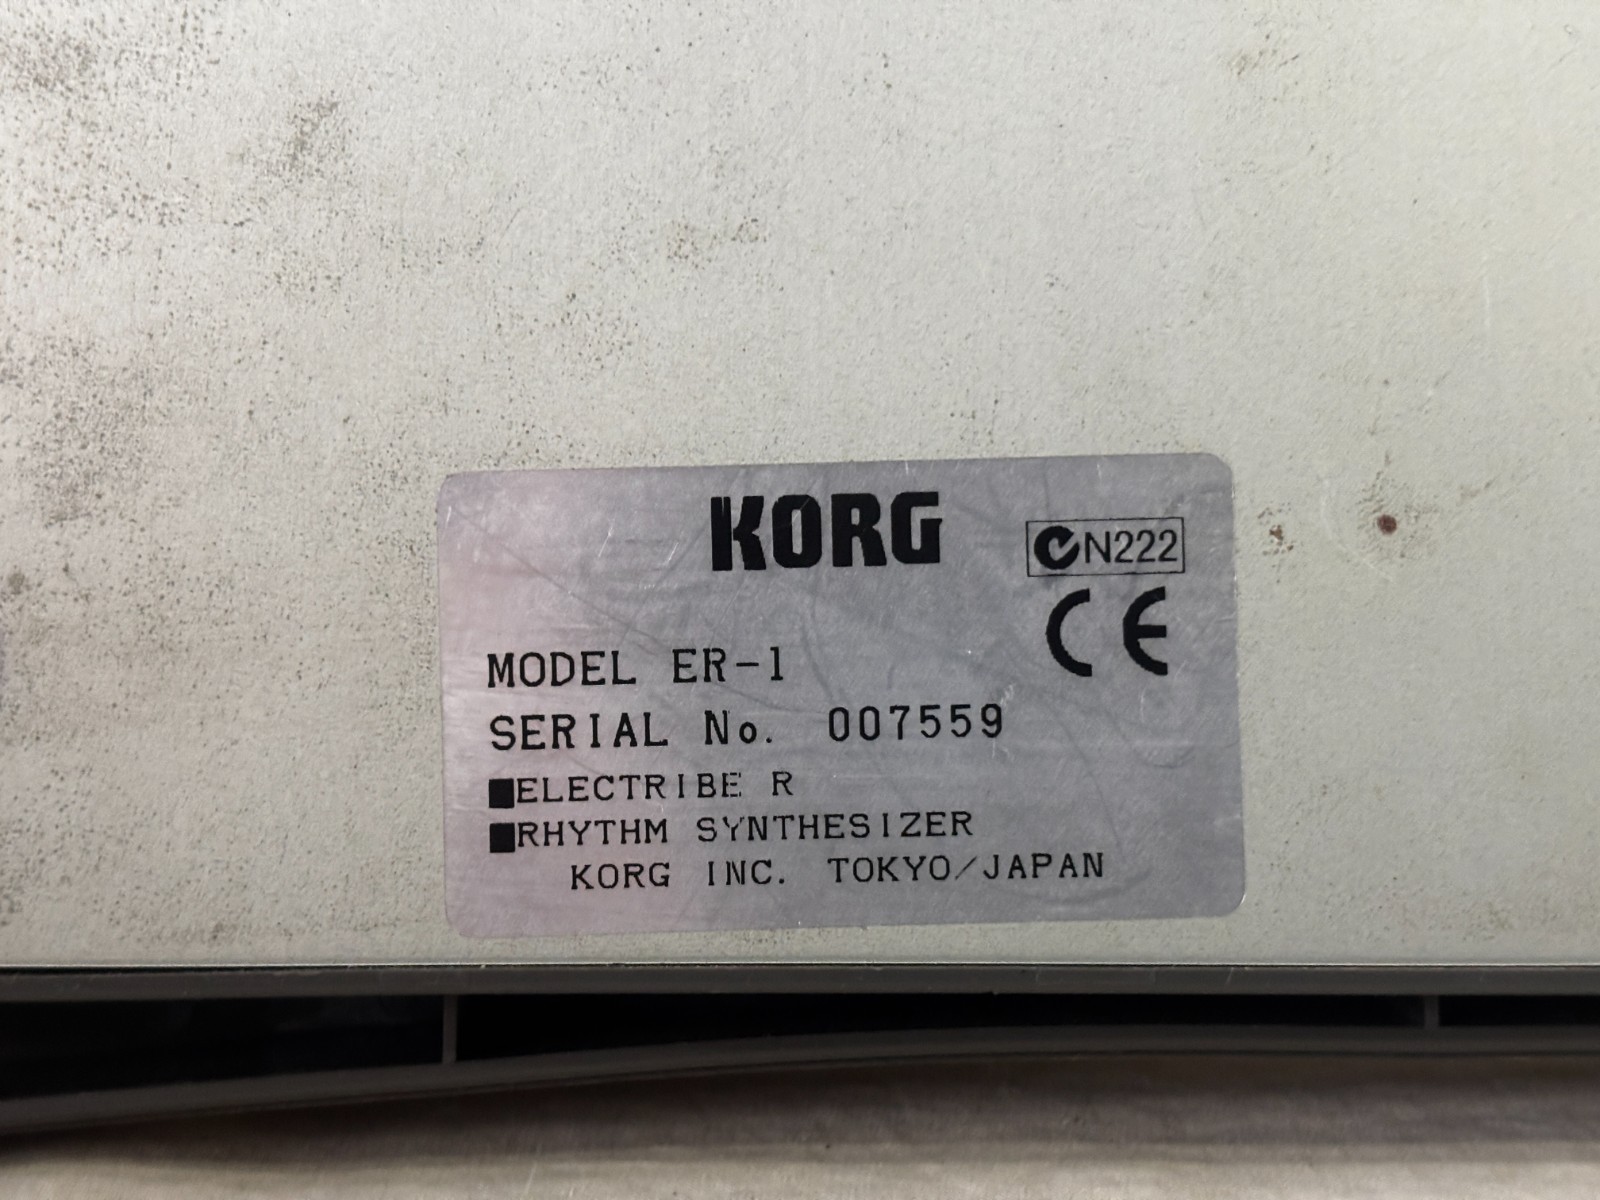 KORG
N222
CE
MODEL ER-1
SERIAL No. 007559
■ELECTRIBE R
■RHYTHM SYNTHESIZER
KORG INC. TOKYO/JAPAN